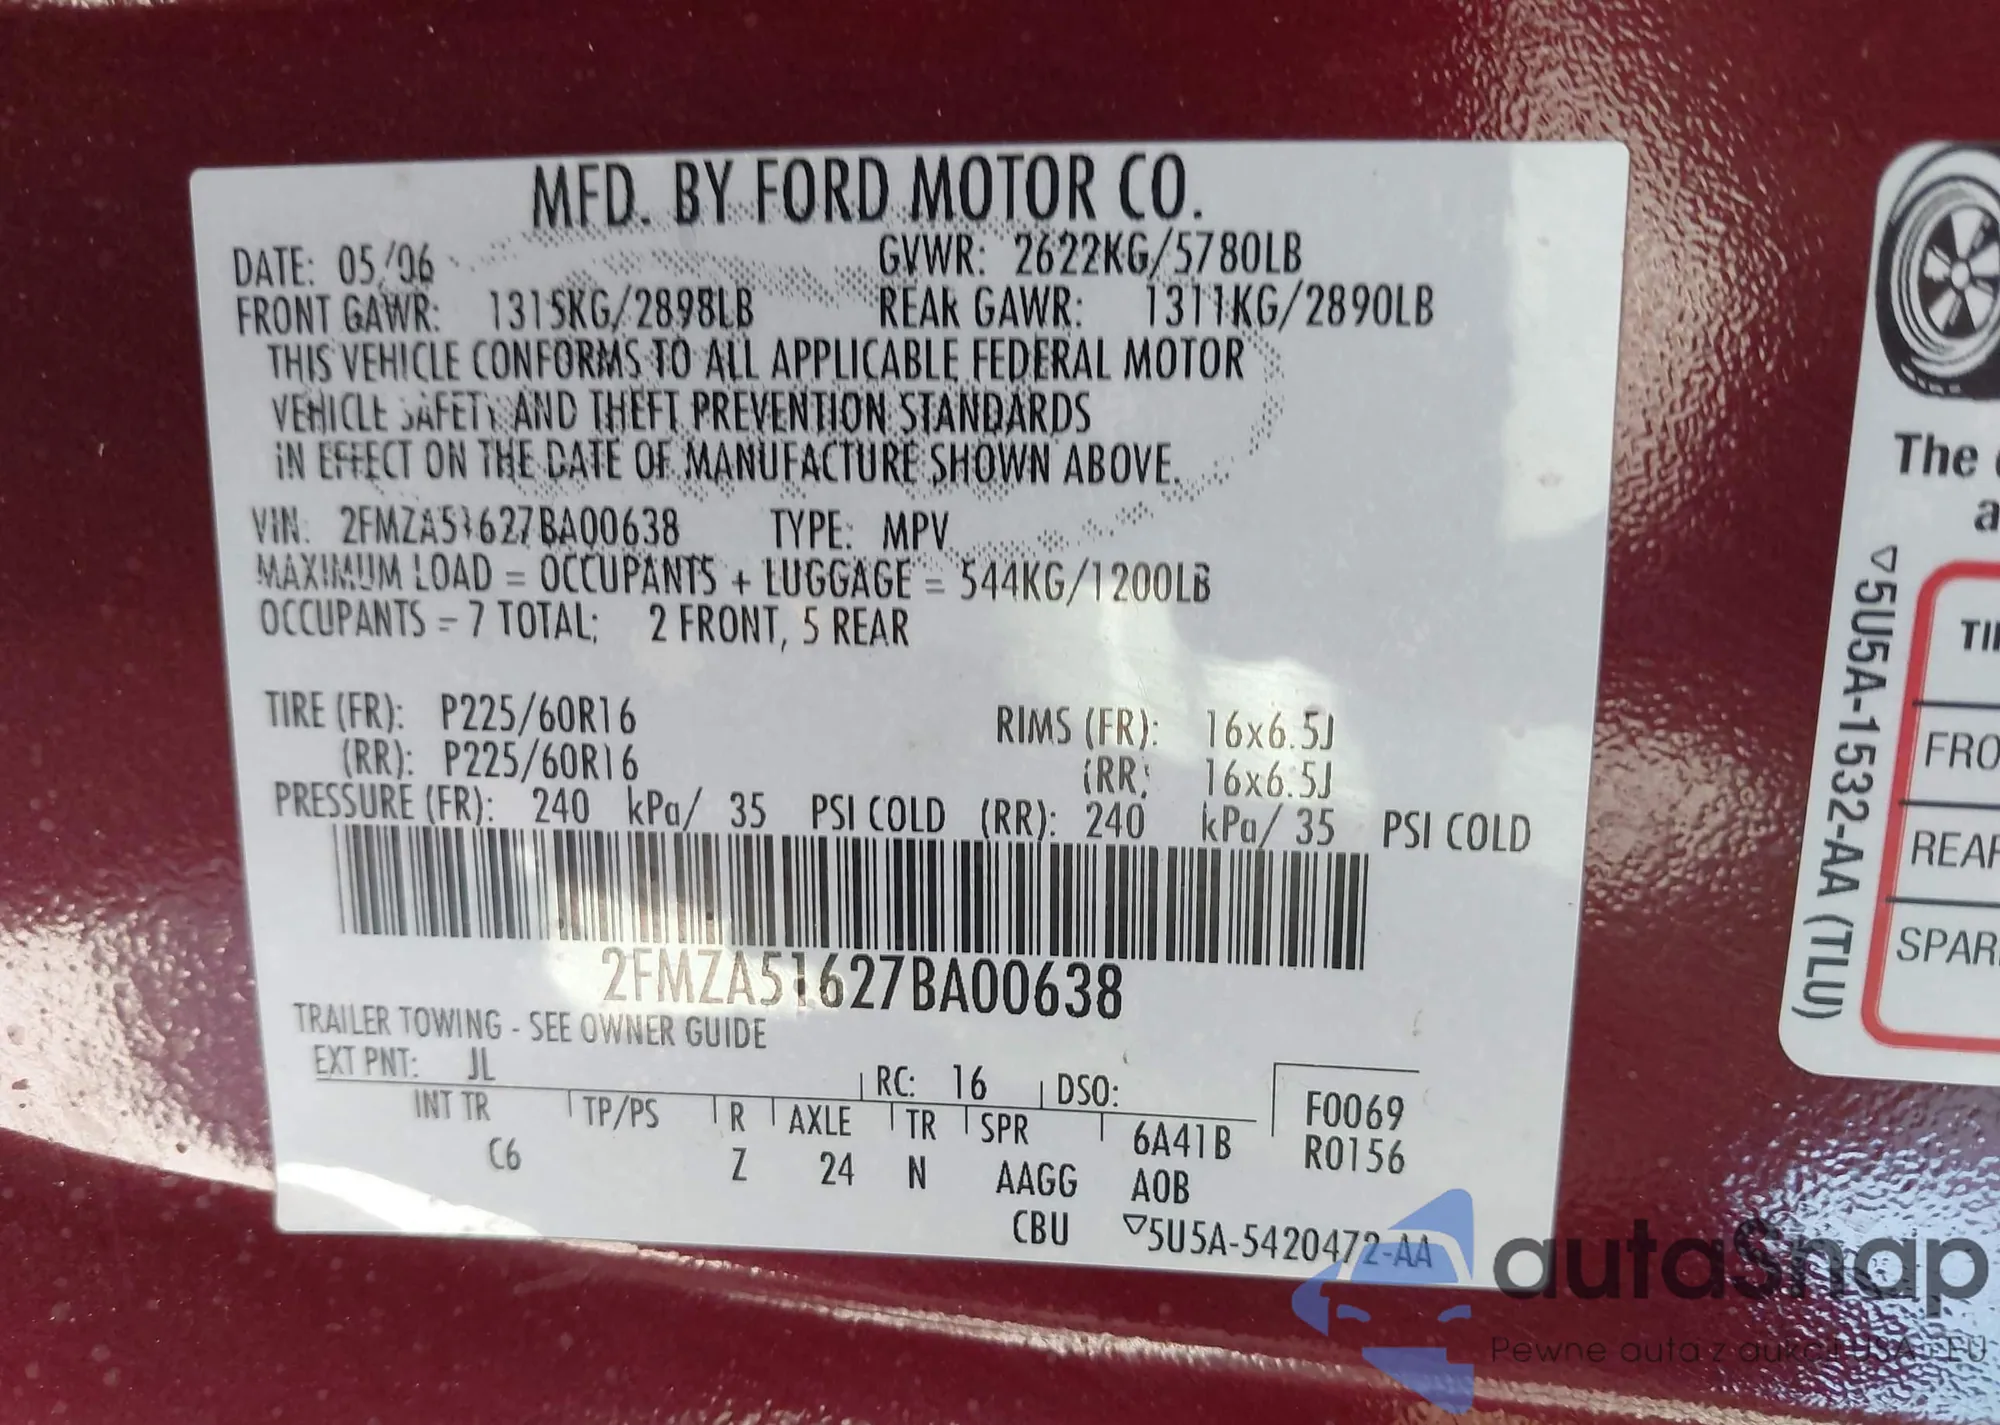 MFD. BY FORD MOTOR CO.
DATE: 05/06 GVWR: 2622KG/5780LB
FRONT GAWR: 1315KG/2898LB REAR GAWR: 1311KG/2890LB
THIS VEHICLE CONFORMS TO ALL APPLICABLE FEDERAL MOTOR
VEHICLE SAFETY AND THEFT PREVENTION STANDARDS
IN EFFECT ON THE DATE OF MANUFACTURE SHOWN ABOVE.
VIN: 2FMZA51627BA00638 TYPE: MPV
MAXIMUM LOAD = OCCUPANTS + LUGGAGE = 544KG/1200LB
OCCUPANTS = 7 TOTAL; 2 FRONT, 5 REAR
TIRE (FR): P225/60R16 RIMS (FR): 16x6.5J
(RR): P225/60R16 (RR): 16x6.5J
PRESSURE (FR): 240 kPa/ 35 PSI COLD (RR): 240 kPa/ 35 PSI COLD
2FMZA51627BA00638
TRAILER TOWING - SEE OWNER GUIDE
EXT PNT: JL RC: 16 DSO:
INT TR TP/PS R AXLE TR SPR 6A41B F0069
C6 Z 24 N AAGG A0B R0156
CBU ▽5U5A-5420472-AA
The
a
▽5U5A-1532-AA (TLU)
TI
FRO
REAR
SPAR
autaSnap
Pewne auta z aukcji USA i EU